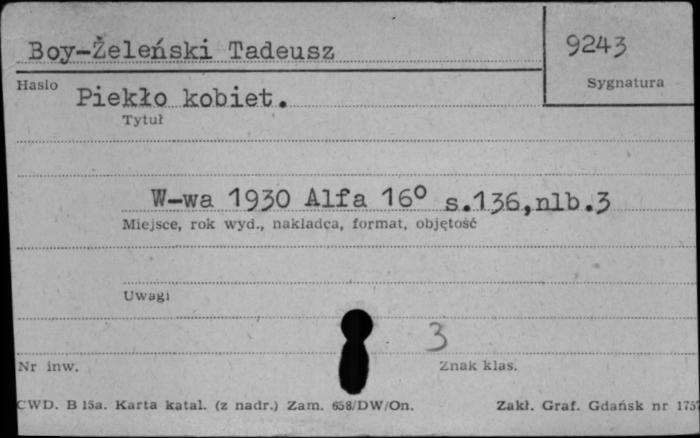 Boy-Żeleński Tadeusz
9243
Hasło
Sygnatura
Piekło kobiet.
Tytuł
W-wa 1930 Alfa 16° s.136,nlb.3
Miejsce, rok wyd., nakładca, format, objętość
Uwagi
3
Nr inw.
Znak klas.
CWD. B 15a. Karta katal. (z nadr.) Zam. 658/DW/On.
Zakł. Graf. Gdańsk nr 1757